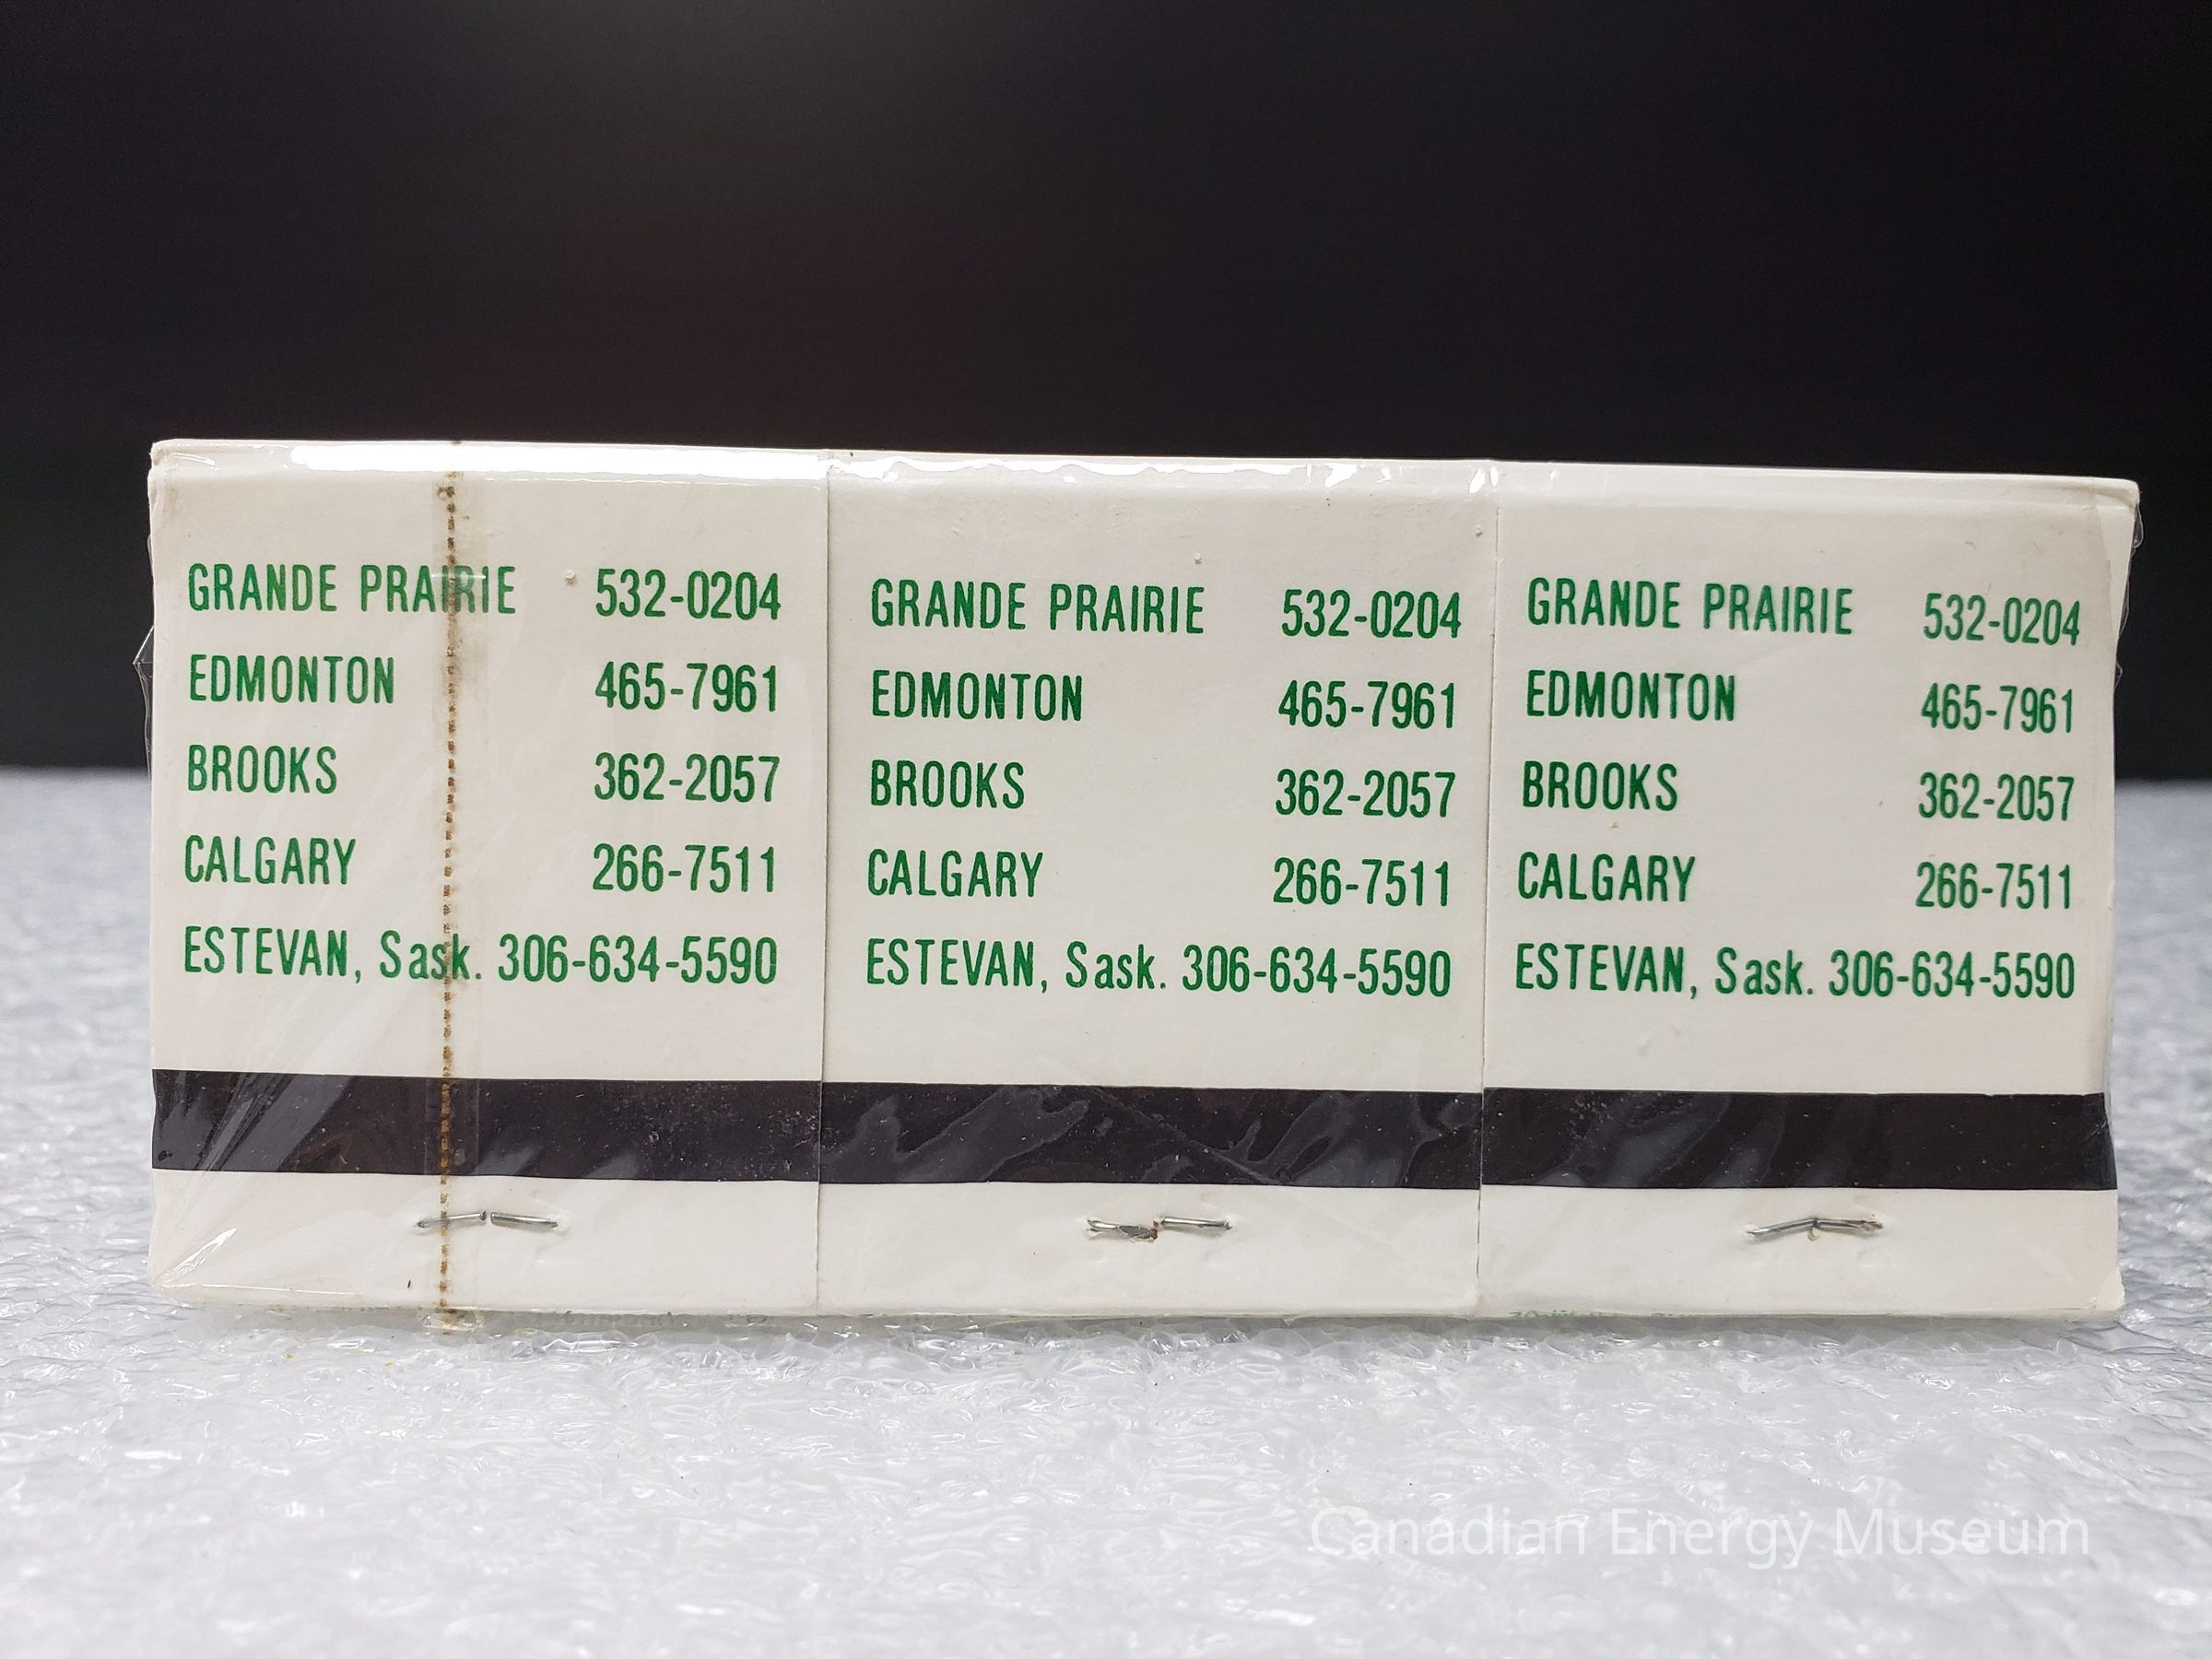 GRANDE PRAIRIE 532-0204
EDMONTON 465-7961
BROOKS 362-2057
CALGARY 266-7511
ESTEVAN, Sask. 306-634-5590
GRANDE PRAIRIE 532-0204
EDMONTON 465-7961
BROOKS 362-2057
CALGARY 266-7511
ESTEVAN, Sask. 306-634-5590
GRANDE PRAIRIE 532-0204
EDMONTON 465-7961
BROOKS 362-2057
CALGARY 266-7511
ESTEVAN, Sask. 306-634-5590
Canadian Energy Museum